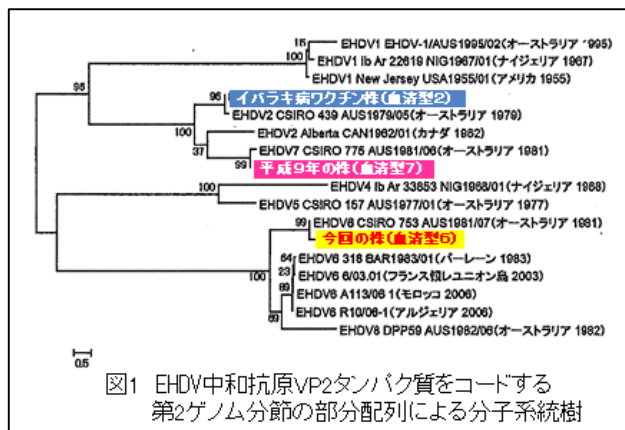 15
EHDV1 EHDV-1/AUS1995/02(オーストラリア 1995)
100
EHDV1 Ib Ar 22619 NIG1967/01(ナイジェリア 1967)
EHDV1 New Jersey USA1955/01(アメリカ 1955)
95
96
イバラキ病ワクチン株(血清型2)
EHDV2 CSIRO 439 AUS1979/05(オーストラリア 1979)
100
EHDV2 Alberta CAN1962/01(カナダ 1962)
37
EHDV7 CSIRO 775 AUS1981/06(オーストラリア 1981)
99
平成9年の株(血清型7)
EHDV4 Ib Ar 33853 NIG1968/01(ナイジェリア 1968)
100
EHDV5 CSIRO 157 AUS1977/01(オーストラリア 1977)
99
EHDV6 CSIRO 753 AUS1981/07(オーストラリア 1981)
今回の株(血清型6)
64
EHDV6 318 BAR1983/01(バーレーン 1983)
23
EHDV6 6/03.01(フランス領レユニオン島 2003)
100
89
EHDV6 A113/06 1(モロッコ 2006)
EHDV6 R10/06-1(アルジェリア 2006)
69
EHDV8 DPP59 AUS1982/06(オーストラリア 1982)
0.5
図1 EHDV中和抗原VP2タンパク質をコードする
第2ゲノム分節の部分配列による分子系統樹